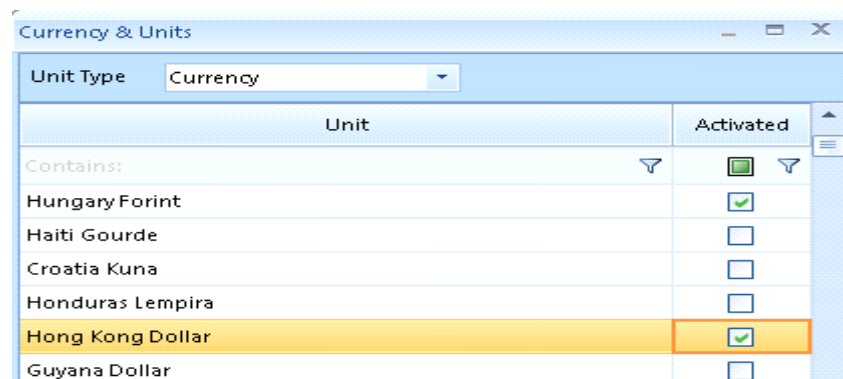 Currency & Units
Unit Type Currency
Unit Activated
Contains:
Hungary Forint
Haiti Gourde
Croatia Kuna
Honduras Lempira
Hong Kong Dollar
Guyana Dollar